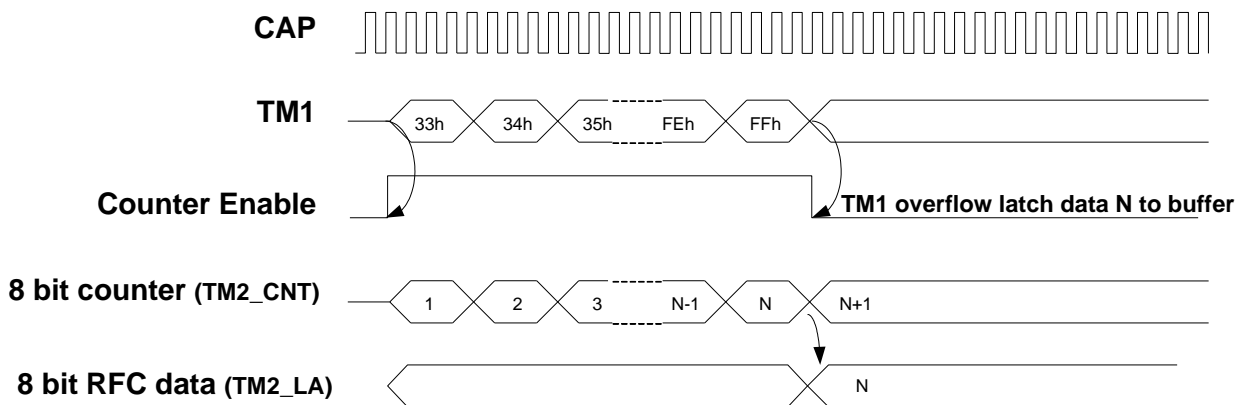 CAP
TM1
33h 34h 35h FEh FFh
Counter Enable
TM1 overflow latch data N to buffer
8 bit counter (TM2_CNT)
1 2 3 N-1 N N+1
8 bit RFC data (TM2_LA)
N